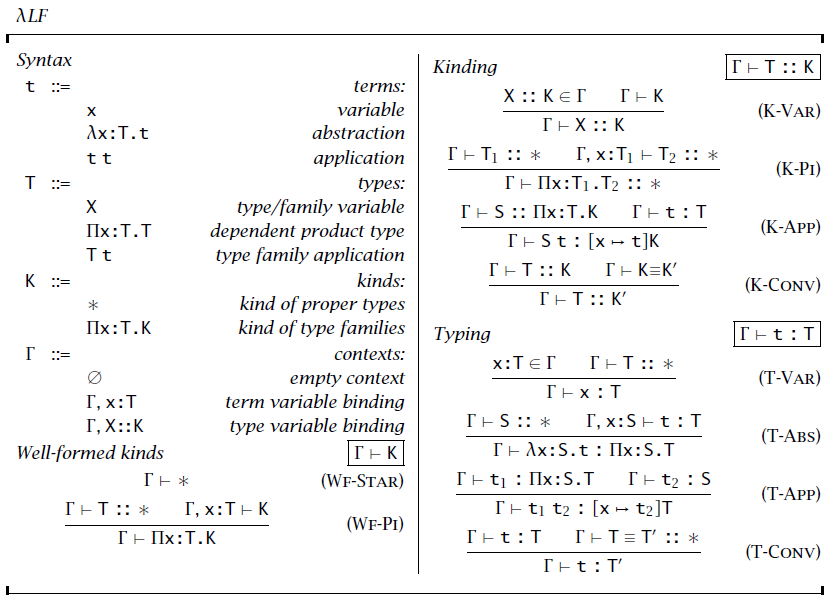 λLF
Syntax
t ::= terms:
x variable
λx:T.t abstraction
t t application
T ::= types:
X type/family variable
Πx:T.T dependent product type
T t type family application
K ::= kinds:
∗ kind of proper types
Πx:T.K kind of type families
Γ ::= contexts:
∅ empty context
Γ, x:T term variable binding
Γ, X::K type variable binding
Well-formed kinds Γ ⊢ K
Γ ⊢ ∗ (WF-STAR)
Γ ⊢ T :: ∗ Γ, x:T ⊢ K
Γ ⊢ Πx:T.K
(WF-PI)
Kinding Γ ⊢ T :: K
X :: K ∈ Γ Γ ⊢ K
Γ ⊢ X :: K
(K-VAR)
Γ ⊢ T₁ :: ∗ Γ, x:T₁ ⊢ T₂ :: ∗
Γ ⊢ Πx:T₁.T₂ :: ∗
(K-PI)
Γ ⊢ S :: Πx:T.K Γ ⊢ t : T
Γ ⊢ S t : [x ↦ t]K
(K-APP)
Γ ⊢ T :: K Γ ⊢ K≡K′
Γ ⊢ T :: K′
(K-CONV)
Typing Γ ⊢ t : T
x:T ∈ Γ Γ ⊢ T :: ∗
Γ ⊢ x : T
(T-VAR)
Γ ⊢ S :: ∗ Γ, x:S ⊢ t : T
Γ ⊢ λx:S.t : Πx:S.T
(T-ABS)
Γ ⊢ t₁ : Πx:S.T Γ ⊢ t₂ : S
Γ ⊢ t₁ t₂ : [x ↦ t₂]T
(T-APP)
Γ ⊢ t : T Γ ⊢ T ≡ T′ :: ∗
Γ ⊢ t : T′
(T-CONV)